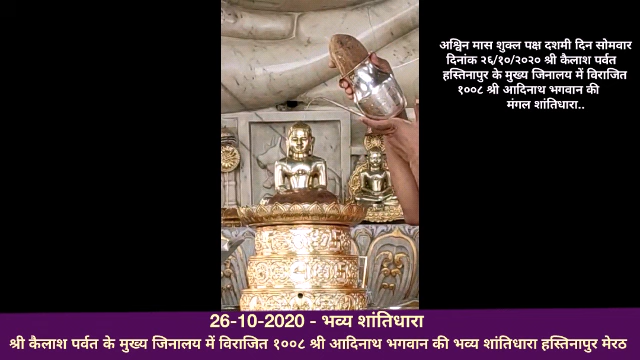 अश्विन मास शुक्ल पक्ष दशमी दिन सोमवार
दिनांक २६/१०/२०२० श्री कैलाश पर्वत
हस्तिनापुर के मुख्य जिनालय में विराजित
१००८ श्री आदिनाथ भगवान की
मंगल शांतिधारा..
26-10-2020 - भव्य शांतिधारा
श्री कैलाश पर्वत के मुख्य जिनालय में विराजित १००८ श्री आदिनाथ भगवान की भव्य शांतिधारा हस्तिनापुर मेरठ